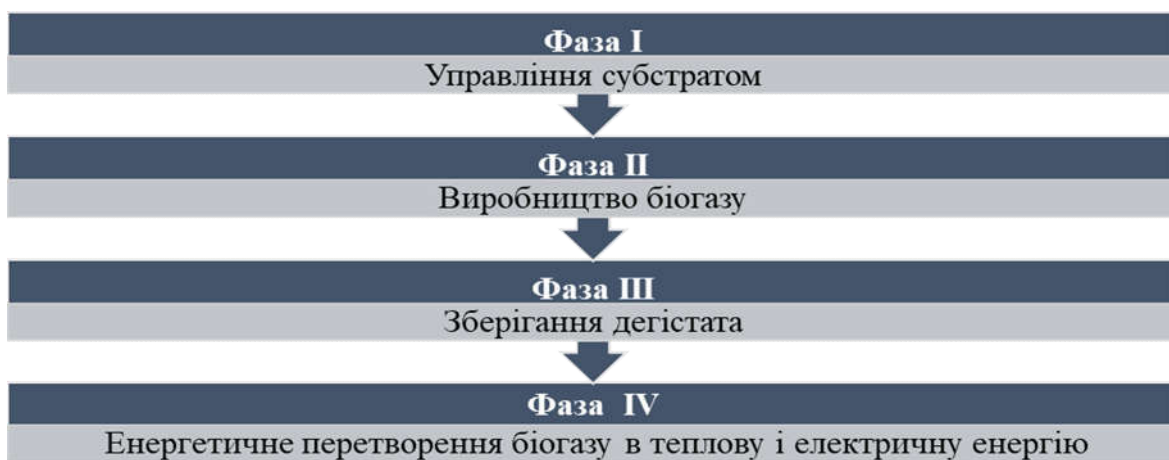 Фаза I
Управління субстратом
Фаза II
Виробництво біогазу
Фаза III
Зберігання дегістата
Фаза IV
Енергетичне перетворення біогазу в теплову і електричну енергію